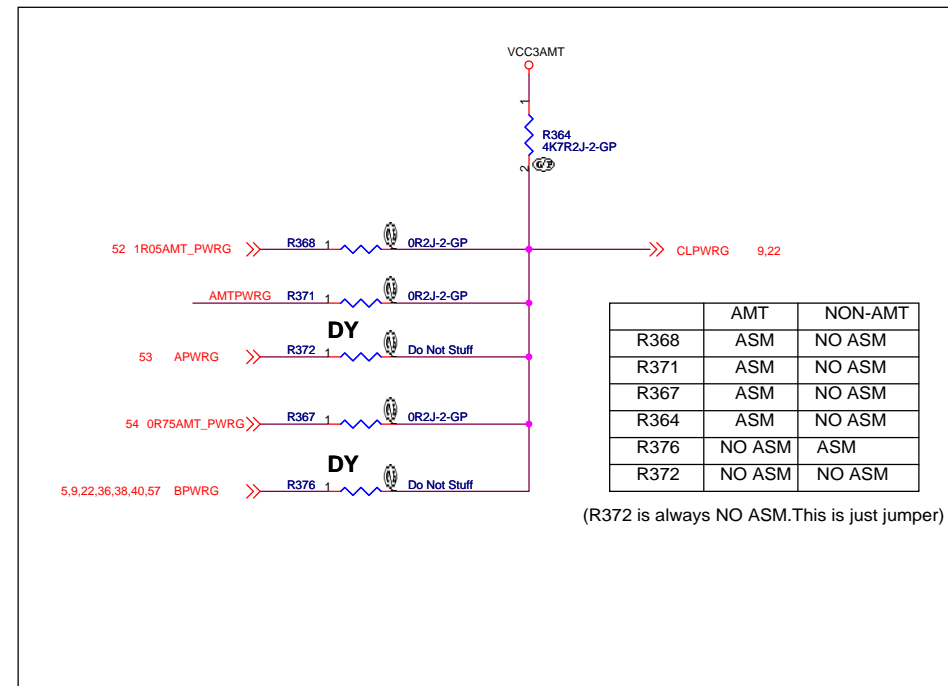 VCC3AMT
1
R364
4K7R2J-2-GP
2
52 1R05AMT_PWRG R368 1 0R2J-2-GP CLPWRG 9,22
AMTPWRG R371 1 0R2J-2-GP
DY
53 APWRG R372 1 Do Not Stuff
54 0R75AMT_PWRG R367 1 0R2J-2-GP
DY
5,9,22,36,38,40,57 BPWRG R376 1 Do Not Stuff
AMT NON-AMT
R368 ASM NO ASM
R371 ASM NO ASM
R367 ASM NO ASM
R364 ASM NO ASM
R376 NO ASM ASM
R372 NO ASM NO ASM
(R372 is always NO ASM.This is just jumper)